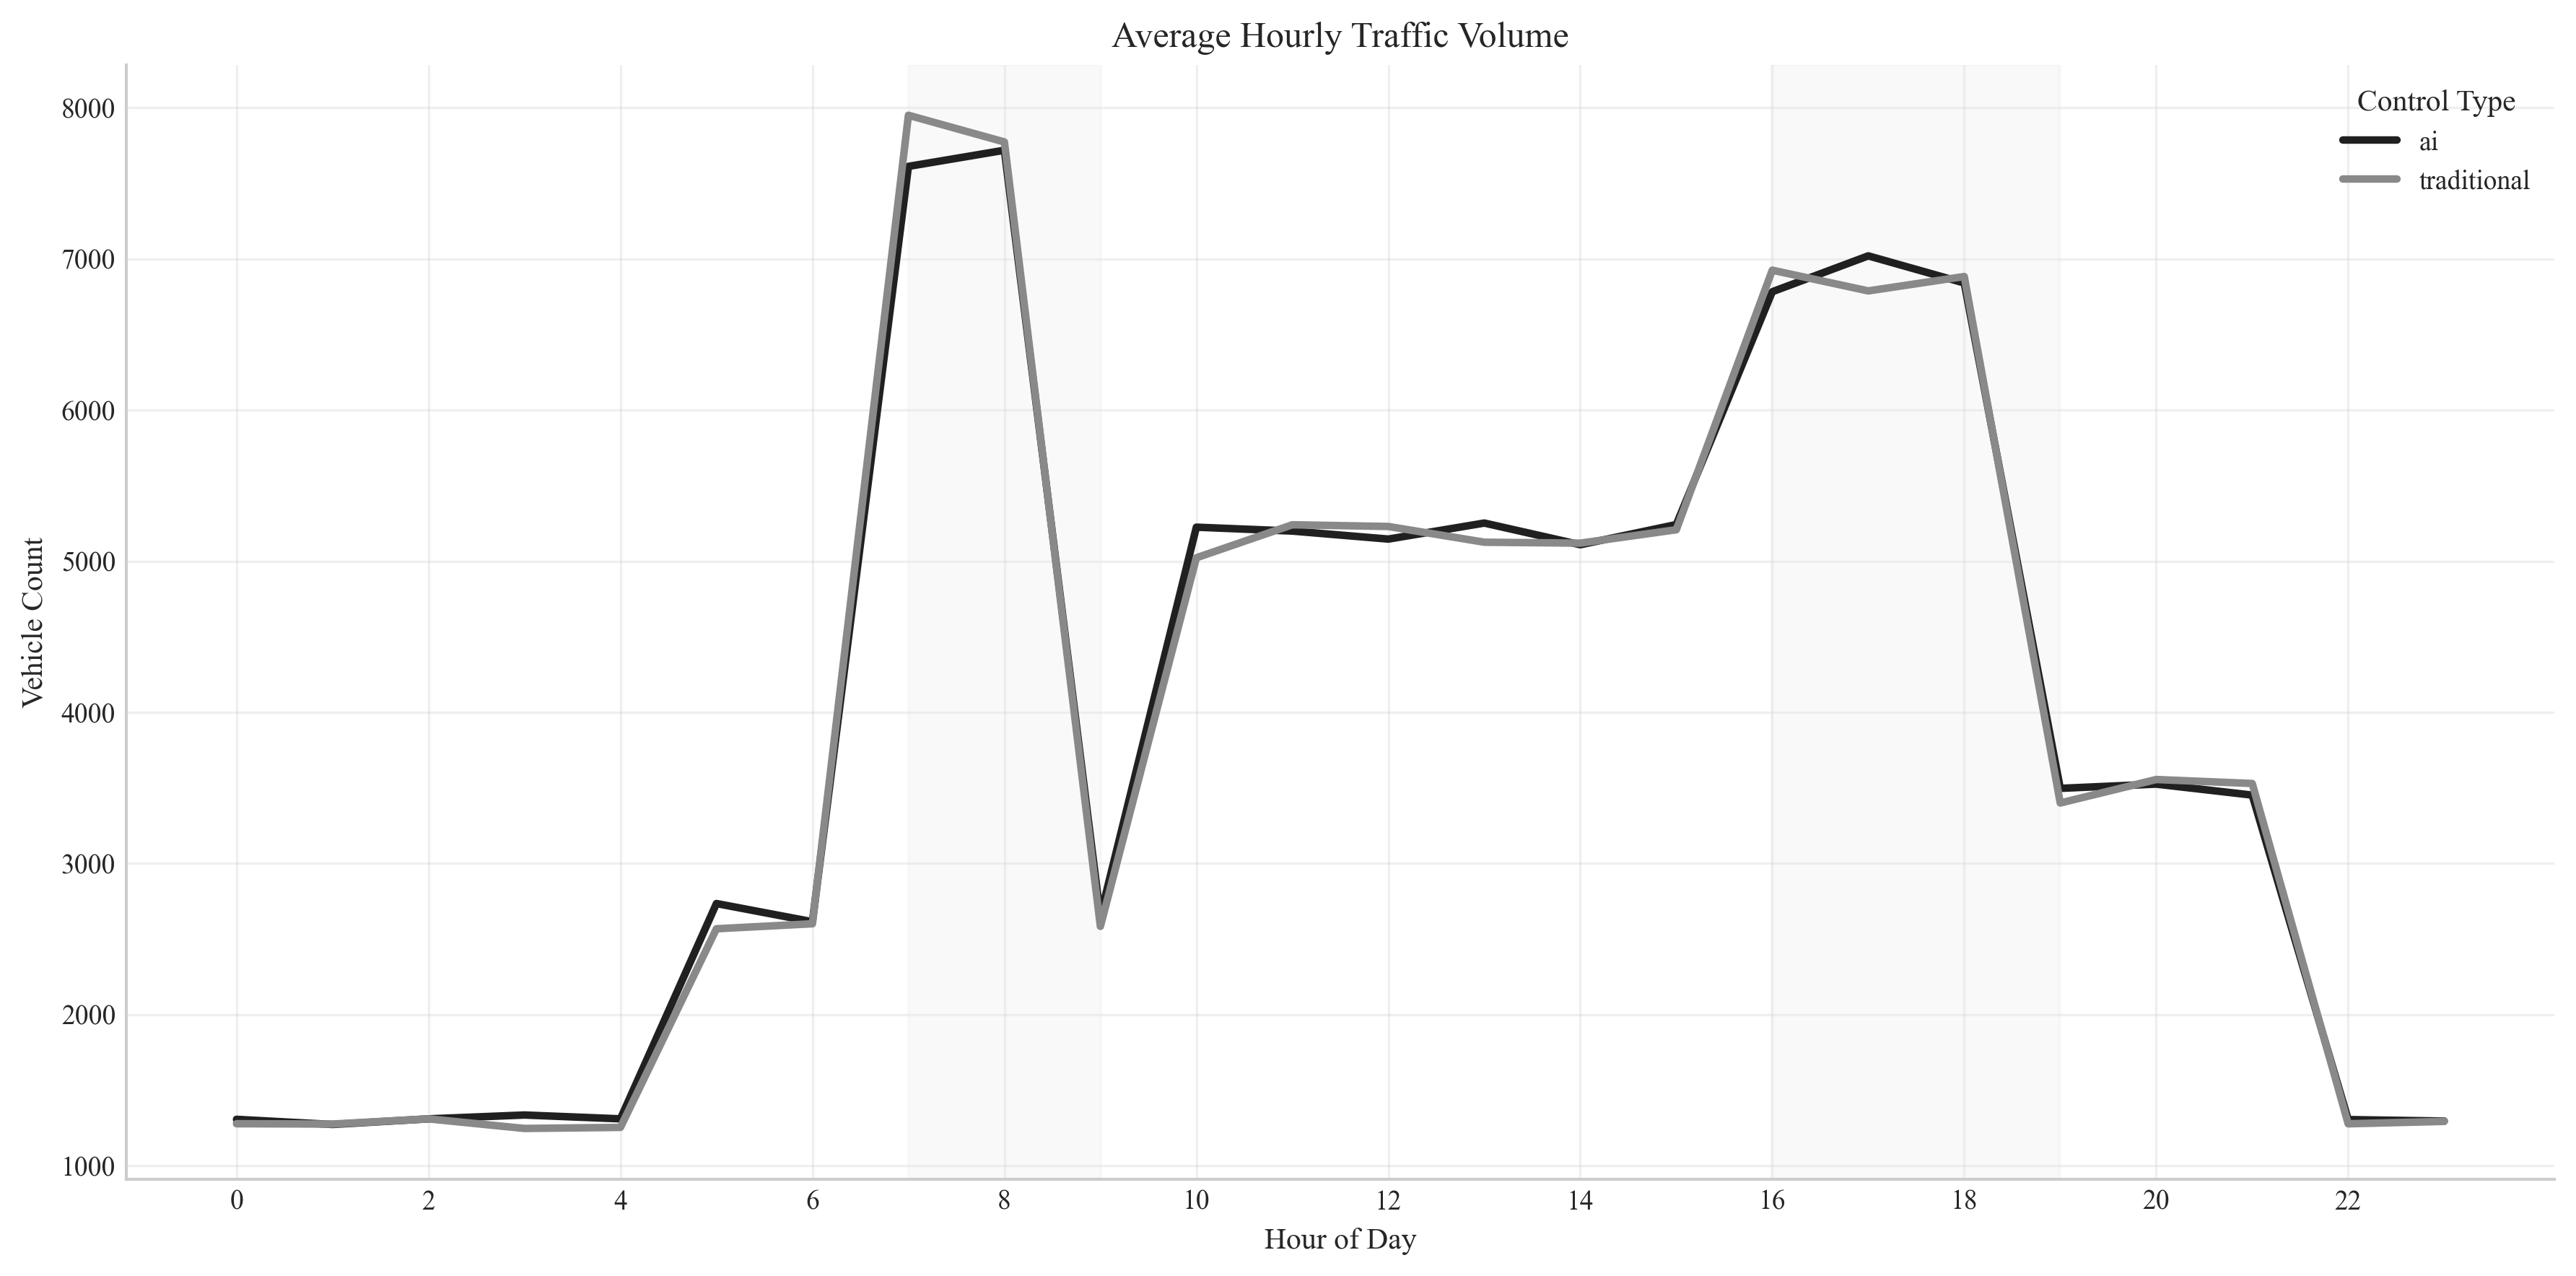 Average Hourly Traffic Volume
Control Type
ai
traditional
8000
7000
6000
5000
4000
3000
2000
1000
Vehicle Count
0 2 4 6 8 10 12 14 16 18 20 22
Hour of Day